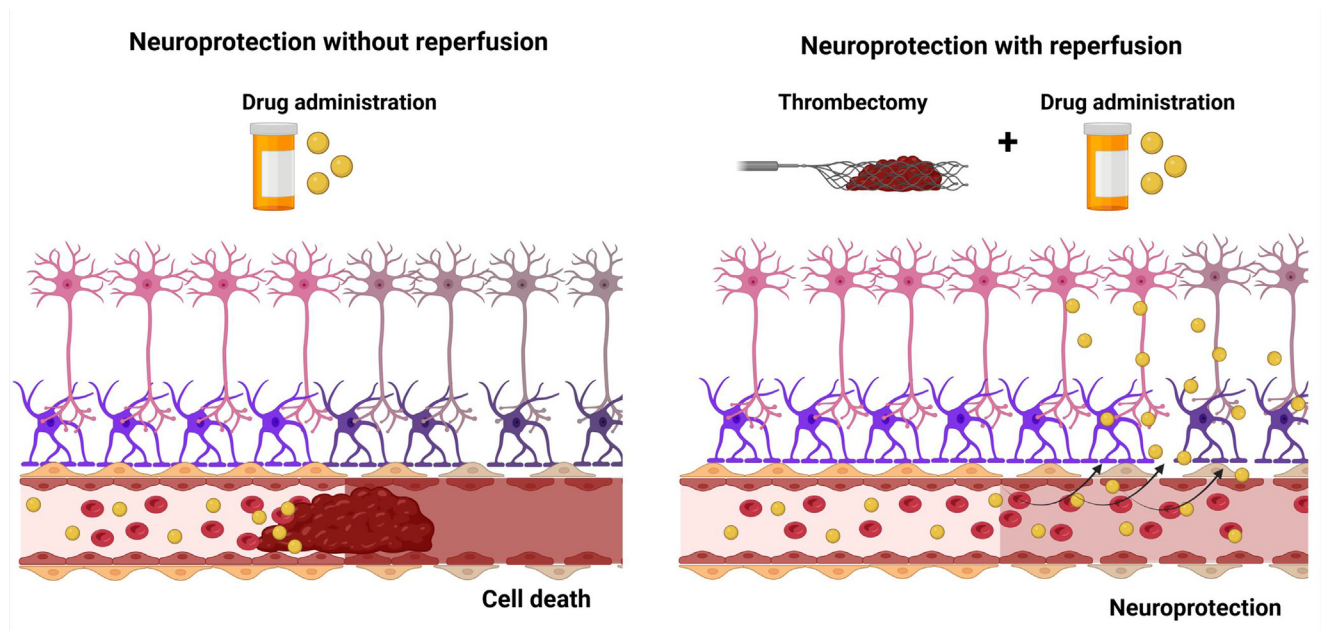 Neuroprotection without reperfusion
Drug administration
Cell death
Neuroprotection with reperfusion
Thrombectomy
+
Drug administration
Neuroprotection